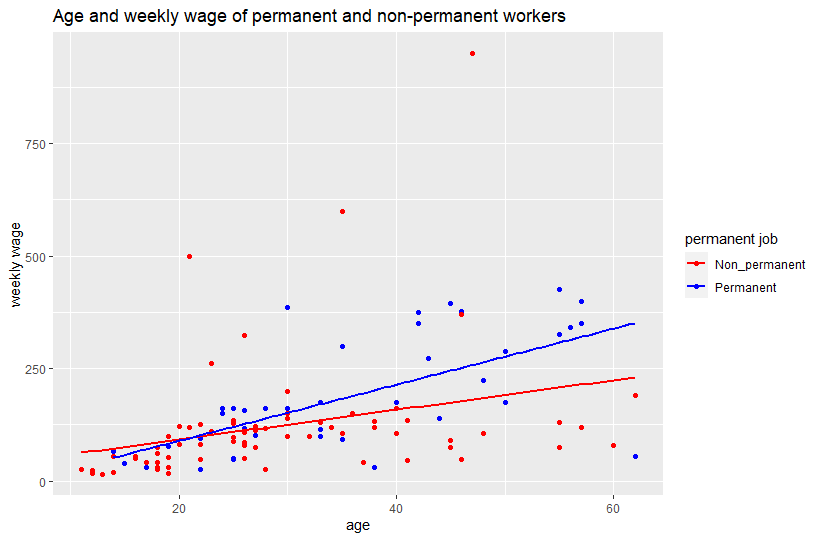 Age and weekly wage of permanent and non-permanent workers
750
500
250
0
weekly wage
20
40
60
age
permanent job
Non_permanent
Permanent